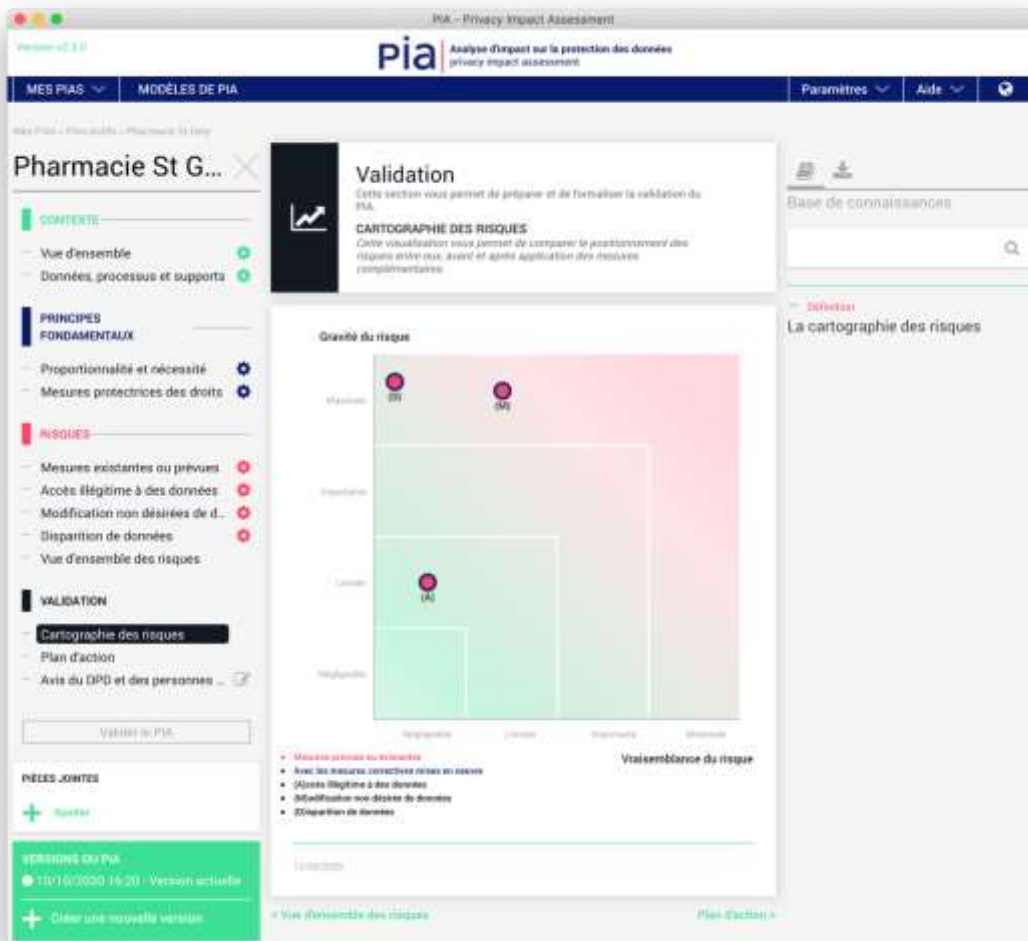 PIA - Privacy Impact Assessment
Version v2.3.0
pia
Analyse d'impact sur la protection des données
privacy impact assessment
MES PIAS
MODÈLES DE PIA
Paramètres
Aide
Pharmacie St G...
CONTEXTE
Vue d'ensemble
Données, processus et supports
PRINCIPES
FONDAMENTAUX
Proportionnalité et nécessité
Mesures protectrices des droits
RISQUES
Mesures existantes ou prévues
Accès illégitime à des données
Modification non désirées de d...
Disparition de données
Vue d'ensemble des risques
VALIDATION
Cartographie des risques
Plan d'action
Avis du DPD et des personnes ...
Valider le PIA
PIÈCES JOINTES
Ajouter
VERSIONS DU PIA
10/10/2020 16:20 - Version actuelle
Créer une nouvelle version
Validation
Cette section vous permet de préparer et de formaliser la validation du
PIA.
CARTOGRAPHIE DES RISQUES
Cette visualisation vous permet de comparer le positionnement des
risques entre eux, avant et après application des mesures
complémentaires.
Gravité du risque
Maximale
Importante
Limitée
Négligeable
(D)
(M)
(A)
Négligeable
Limitée
Importante
Maximale
Vraisemblance du risque
Mesures prévues ou existantes
Avec les mesures correctives mises en oeuvre
(A)ccès illégitime à des données
(M)odification non désirée de données
(D)isparition de données
< Vue d'ensemble des risques
Plan d'action >
Base de connaissances
Définition
La cartographie des risques